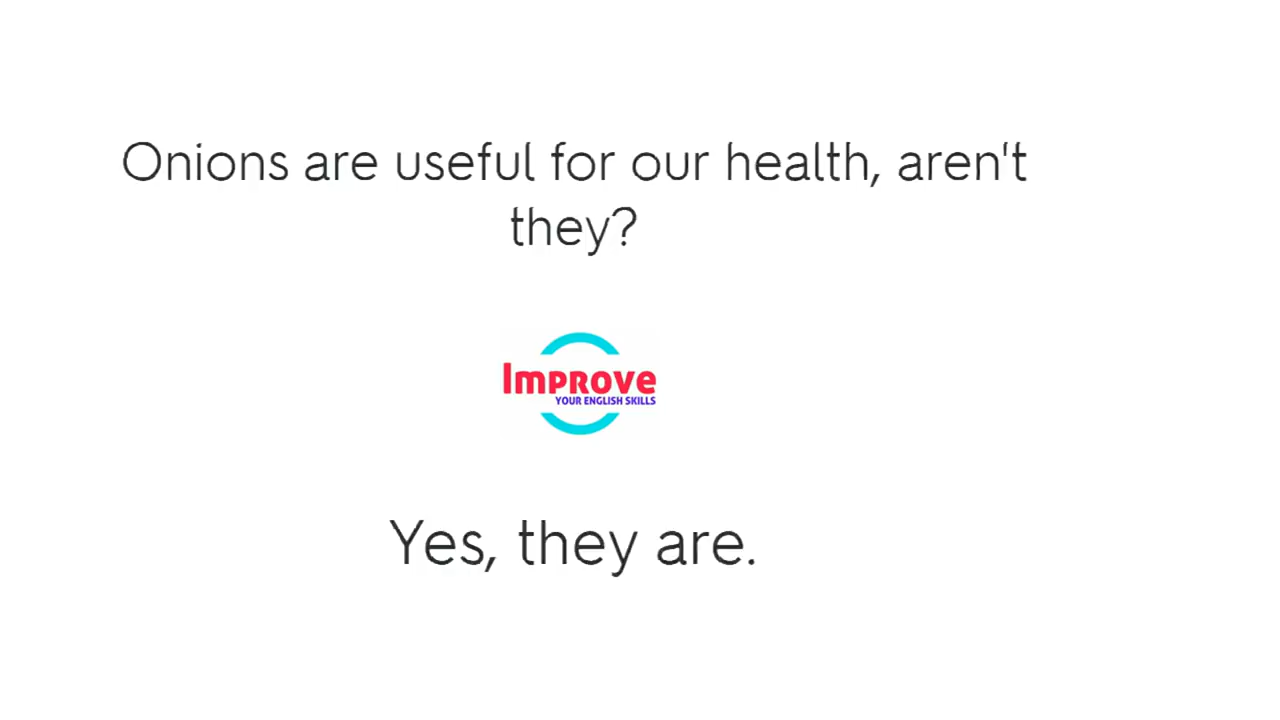 Onions are useful for our health, aren't
they?
Improve
YOUR ENGLISH SKILLS
Yes, they are.